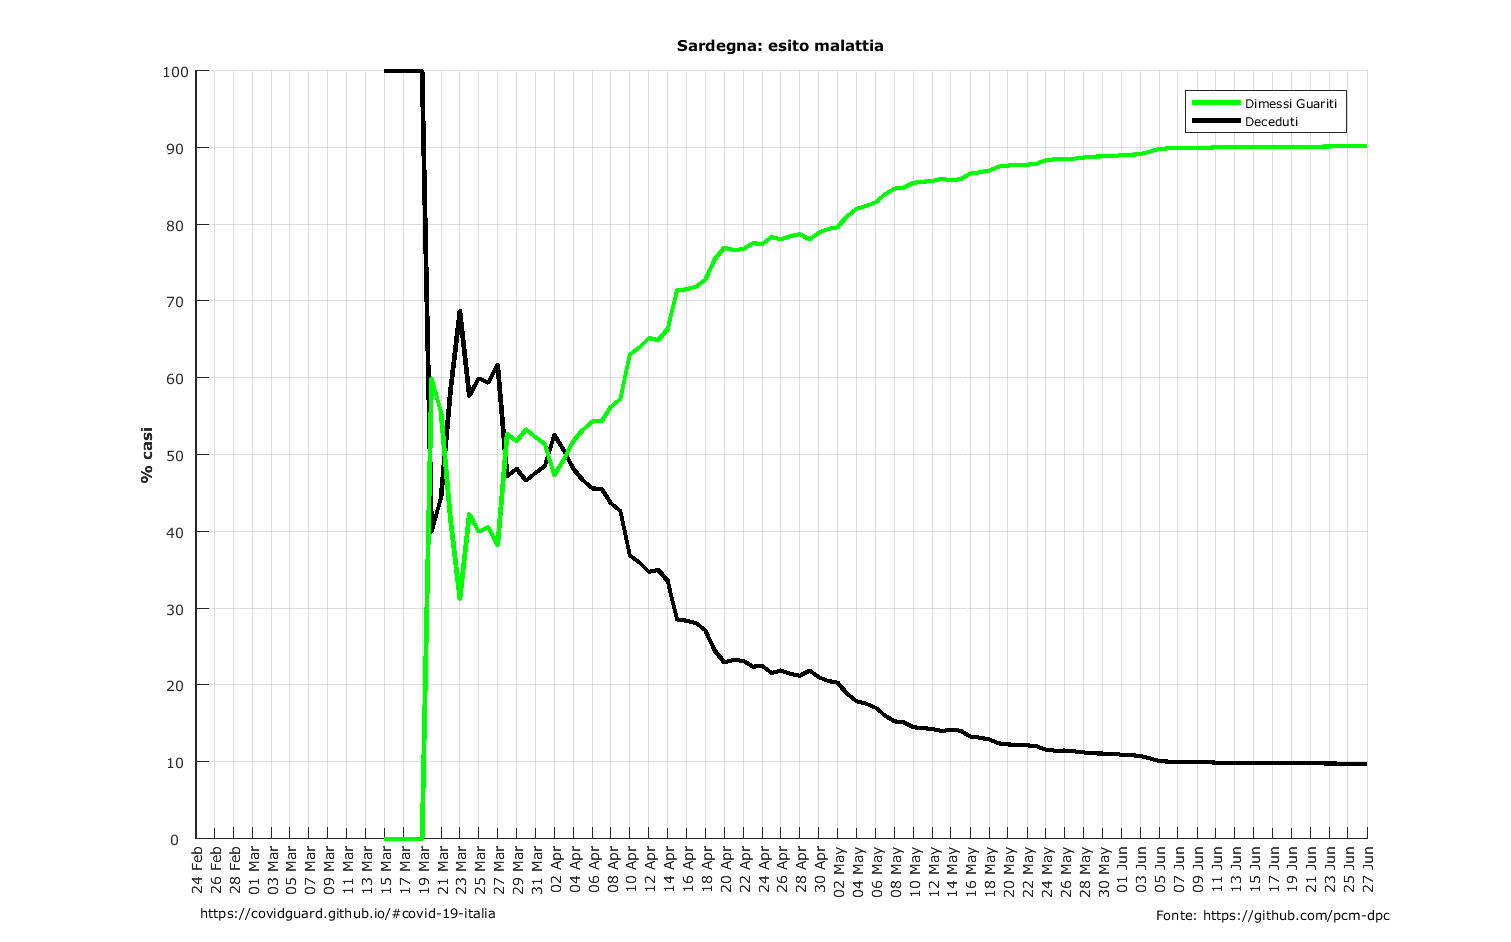 Sardegna: esito malattia
Dimessi Guariti
Deceduti
% casi
100
90
80
70
60
50
40
30
20
10
0
24 Feb
26 Feb
28 Feb
01 Mar
03 Mar
05 Mar
07 Mar
09 Mar
11 Mar
13 Mar
15 Mar
17 Mar
19 Mar
21 Mar
23 Mar
25 Mar
27 Mar
29 Mar
31 Mar
02 Apr
04 Apr
06 Apr
08 Apr
10 Apr
12 Apr
14 Apr
16 Apr
18 Apr
20 Apr
22 Apr
24 Apr
26 Apr
28 Apr
30 Apr
02 May
04 May
06 May
08 May
10 May
12 May
14 May
16 May
18 May
20 May
22 May
24 May
26 May
28 May
30 May
01 Jun
03 Jun
05 Jun
07 Jun
09 Jun
11 Jun
13 Jun
15 Jun
17 Jun
19 Jun
21 Jun
23 Jun
25 Jun
27 Jun
https://covidguard.github.io/#covid-19-italia
Fonte: https://github.com/pcm-dpc